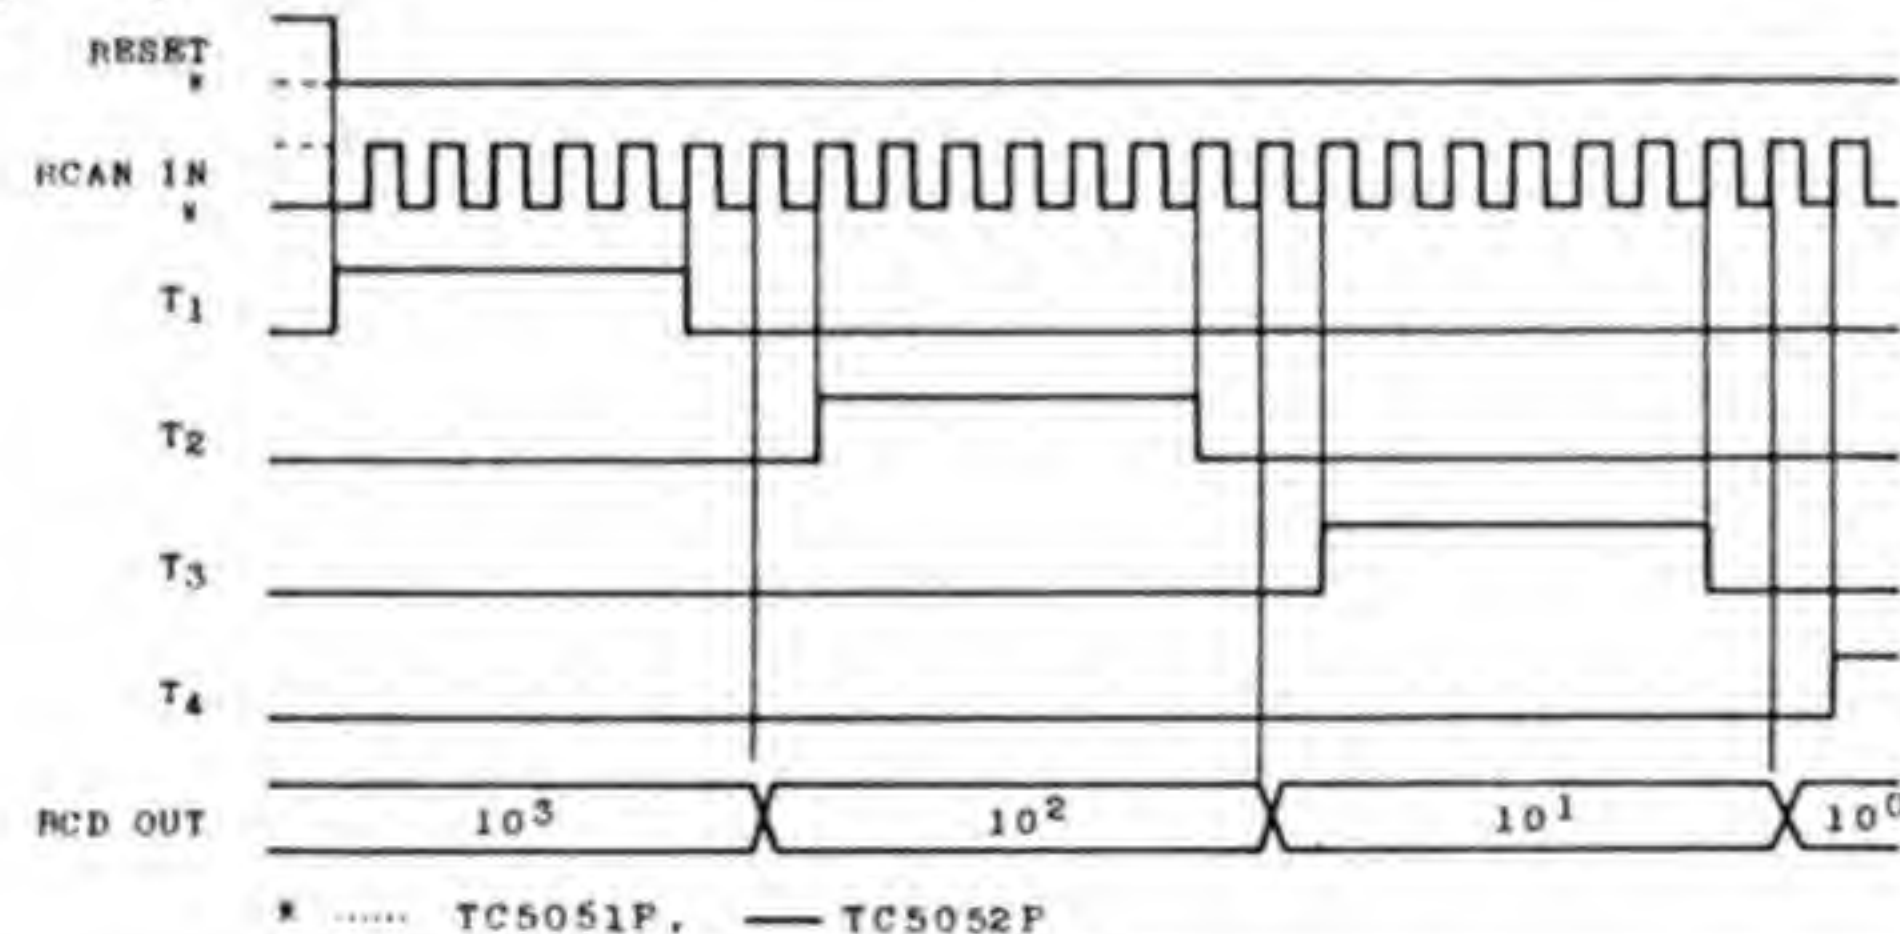 RESET
*
SCAN IN
*
T1
T2
T3
T4
BCD OUT
10³ 10² 10¹ 10⁰
* ...... TC5051P, — TC5052P